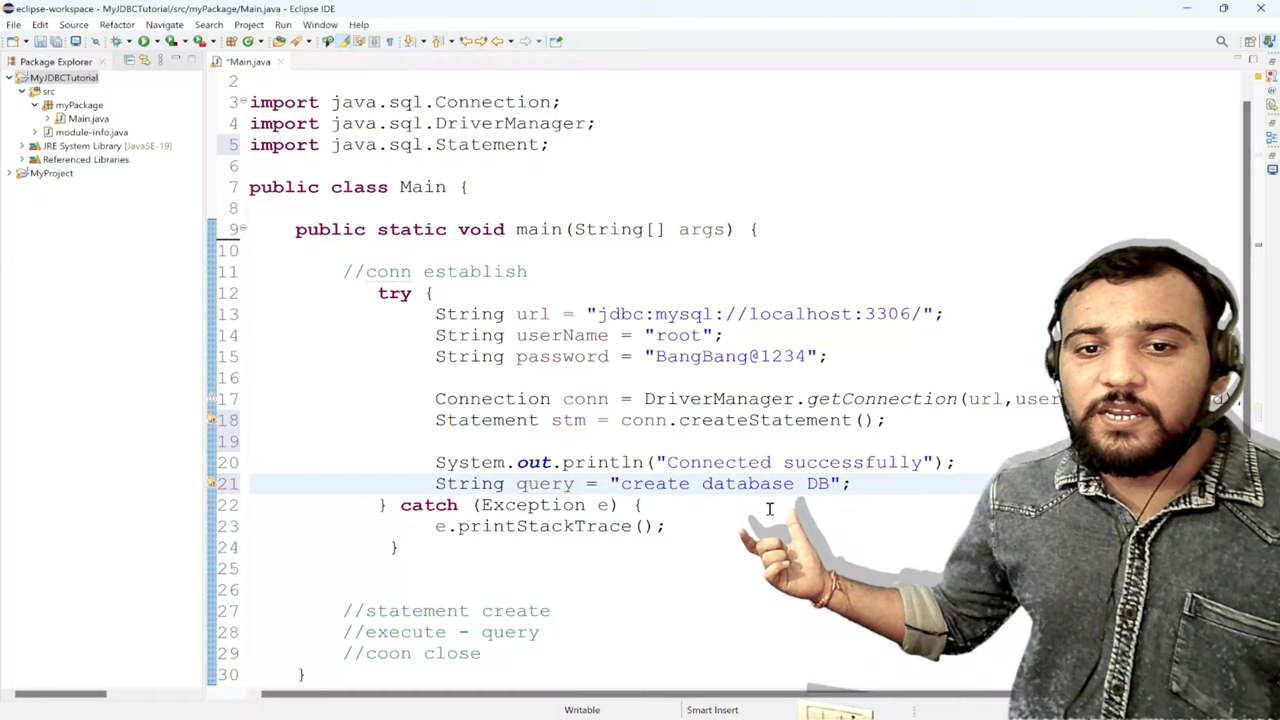 eclipse-workspace - MyJDBCTutorial/src/myPackage/Main.java - Eclipse IDE
File Edit Source Refactor Navigate Search Project Run Window Help
Package Explorer
MyJDBCTutorial
src
myPackage
Main.java
module-info.java
JRE System Library [JavaSE-19]
Referenced Libraries
MyProject
*Main.java
2
3 import java.sql.Connection;
4 import java.sql.DriverManager;
5 import java.sql.Statement;
6
7 public class Main {
8
9 public static void main(String[] args) {
10
11 //conn establish
12 try {
13 String url = "jdbc:mysql://localhost:3306/";
14 String userName = "root";
15 String password = "BangBang@1234";
16
17 Connection conn = DriverManager.getConnection(url,user
18 Statement stm = conn.createStatement();
19
20 System.out.println("Connected successfully");
21 String query = "create database DB";
22 } catch (Exception e) {
23 e.printStackTrace();
24 }
25
26
27 //statement create
28 //execute - query
29 //coon close
30 }
Writable Smart Insert